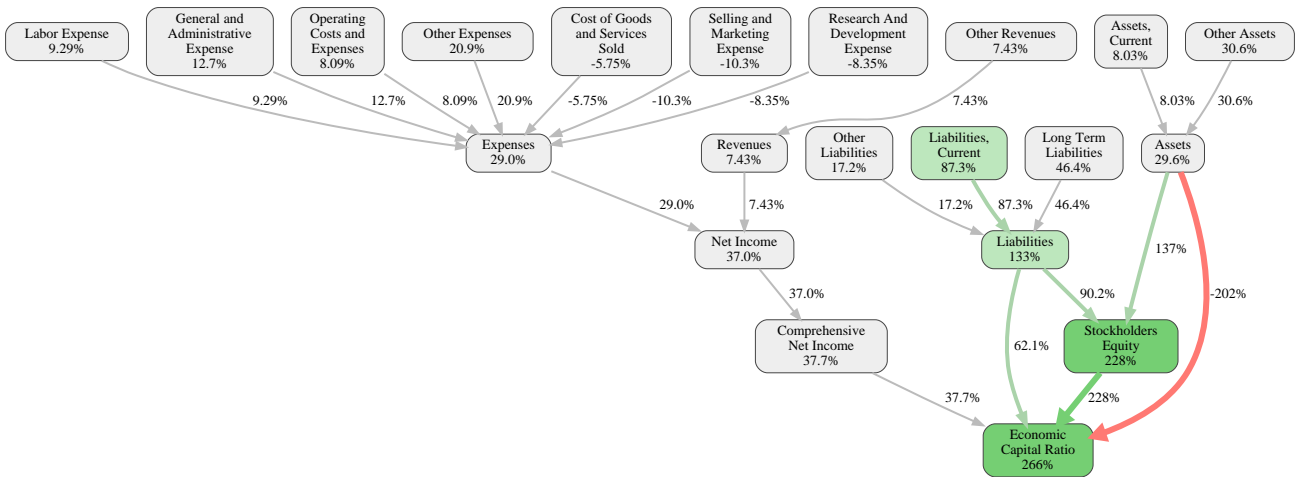 Labor Expense
9.29%
General and
Administrative
Expense
12.7%
Operating
Costs and
Expenses
8.09%
Other Expenses
20.9%
Cost of Goods
and Services
Sold
-5.75%
Selling and
Marketing
Expense
-10.3%
Research And
Development
Expense
-8.35%
Other Revenues
7.43%
Assets,
Current
8.03%
Other Assets
30.6%
9.29%
12.7%
8.09%
20.9%
-5.75%
-10.3%
-8.35%
7.43%
8.03%
30.6%
Expenses
29.0%
Revenues
7.43%
Other
Liabilities
17.2%
Liabilities,
Current
87.3%
Long Term
Liabilities
46.4%
Assets
29.6%
29.0%
7.43%
17.2%
87.3%
46.4%
Net Income
37.0%
Liabilities
133%
137%
37.0%
90.2%
-202%
Comprehensive
Net Income
37.7%
62.1%
Stockholders
Equity
228%
37.7%
228%
Economic
Capital Ratio
266%